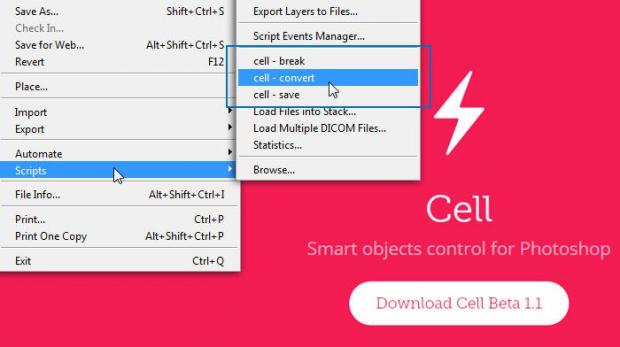 Save As... Shift+Ctrl+S
Check In...
Save for Web... Alt+Shift+Ctrl+S
Revert F12
Place...
Import
Export
Automate
Scripts
File Info... Alt+Shift+Ctrl+I
Print... Ctrl+P
Print One Copy Alt+Shift+Ctrl+P
Exit Ctrl+Q
Export Layers to Files...
Script Events Manager...
cell - break
cell - convert
cell - save
Load Files into Stack...
Load Multiple DICOM Files...
Statistics...
Browse...
Cell
Smart objects control for Photoshop
Download Cell Beta 1.1